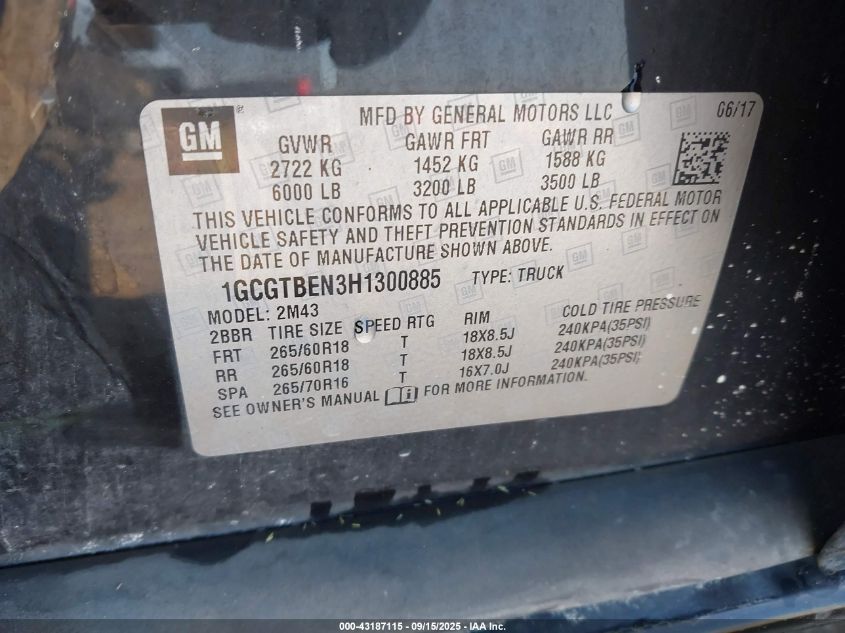 GM ®
MFD BY GENERAL MOTORS LLC 06/17
GVWR GAWR FRT GAWR RR
2722 KG 1452 KG 1588 KG
6000 LB 3200 LB 3500 LB
THIS VEHICLE CONFORMS TO ALL APPLICABLE U.S. FEDERAL MOTOR
VEHICLE SAFETY AND THEFT PREVENTION STANDARDS IN EFFECT ON
THE DATE OF MANUFACTURE SHOWN ABOVE.
1GCGTBEN3H1300885 TYPE: TRUCK
MODEL: 2M43
2BBR TIRE SIZE SPEED RTG RIM COLD TIRE PRESSURE
FRT 265/60R18 T 18X8.5J 240KPA(35PSI)
RR 265/60R18 T 18X8.5J 240KPA(35PSI)
SPA 265/70R16 T 16X7.0J 240KPA(35PSI)
SEE OWNER'S MANUAL FOR MORE INFORMATION.
000-43187115 - 09/15/2025 - IAA Inc.